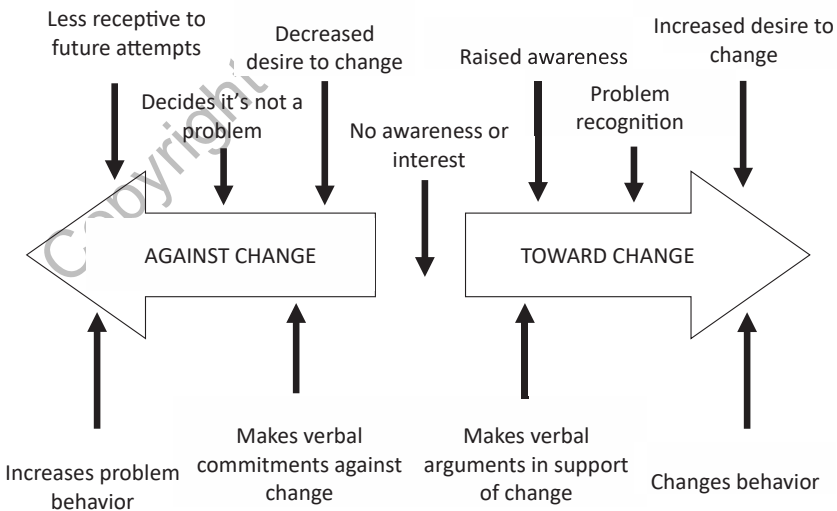 Less receptive to
future attempts
Decreased
desire to change
Raised awareness
Increased desire to
change
Decides it's not a
problem
No awareness or
interest
Problem
recognition
AGAINST CHANGE
TOWARD CHANGE
Increases problem
behavior
Makes verbal
commitments against
change
Makes verbal
arguments in support
of change
Changes behavior
Copyright